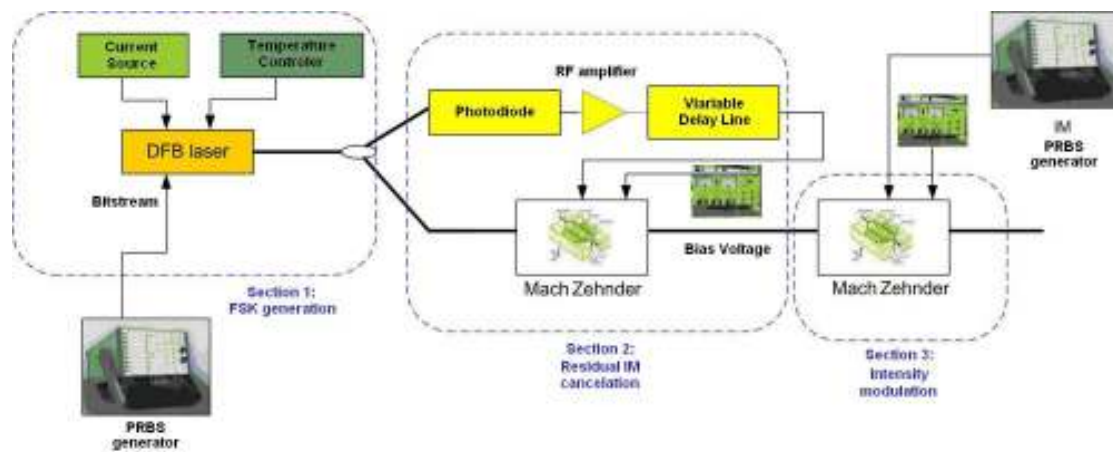 Current
Source
Temperature
Controler
DFB laser
Bitstream
Section 1:
FSK generation
PRBS
generator
RF amplifier
Photodiode
Viariable
Delay Line
Bias Voltage
Mach Zehnder
Section 2:
Residual IM
cancelation
IM
PRBS
generator
Mach Zehnder
Section 3:
Intensity
modulation